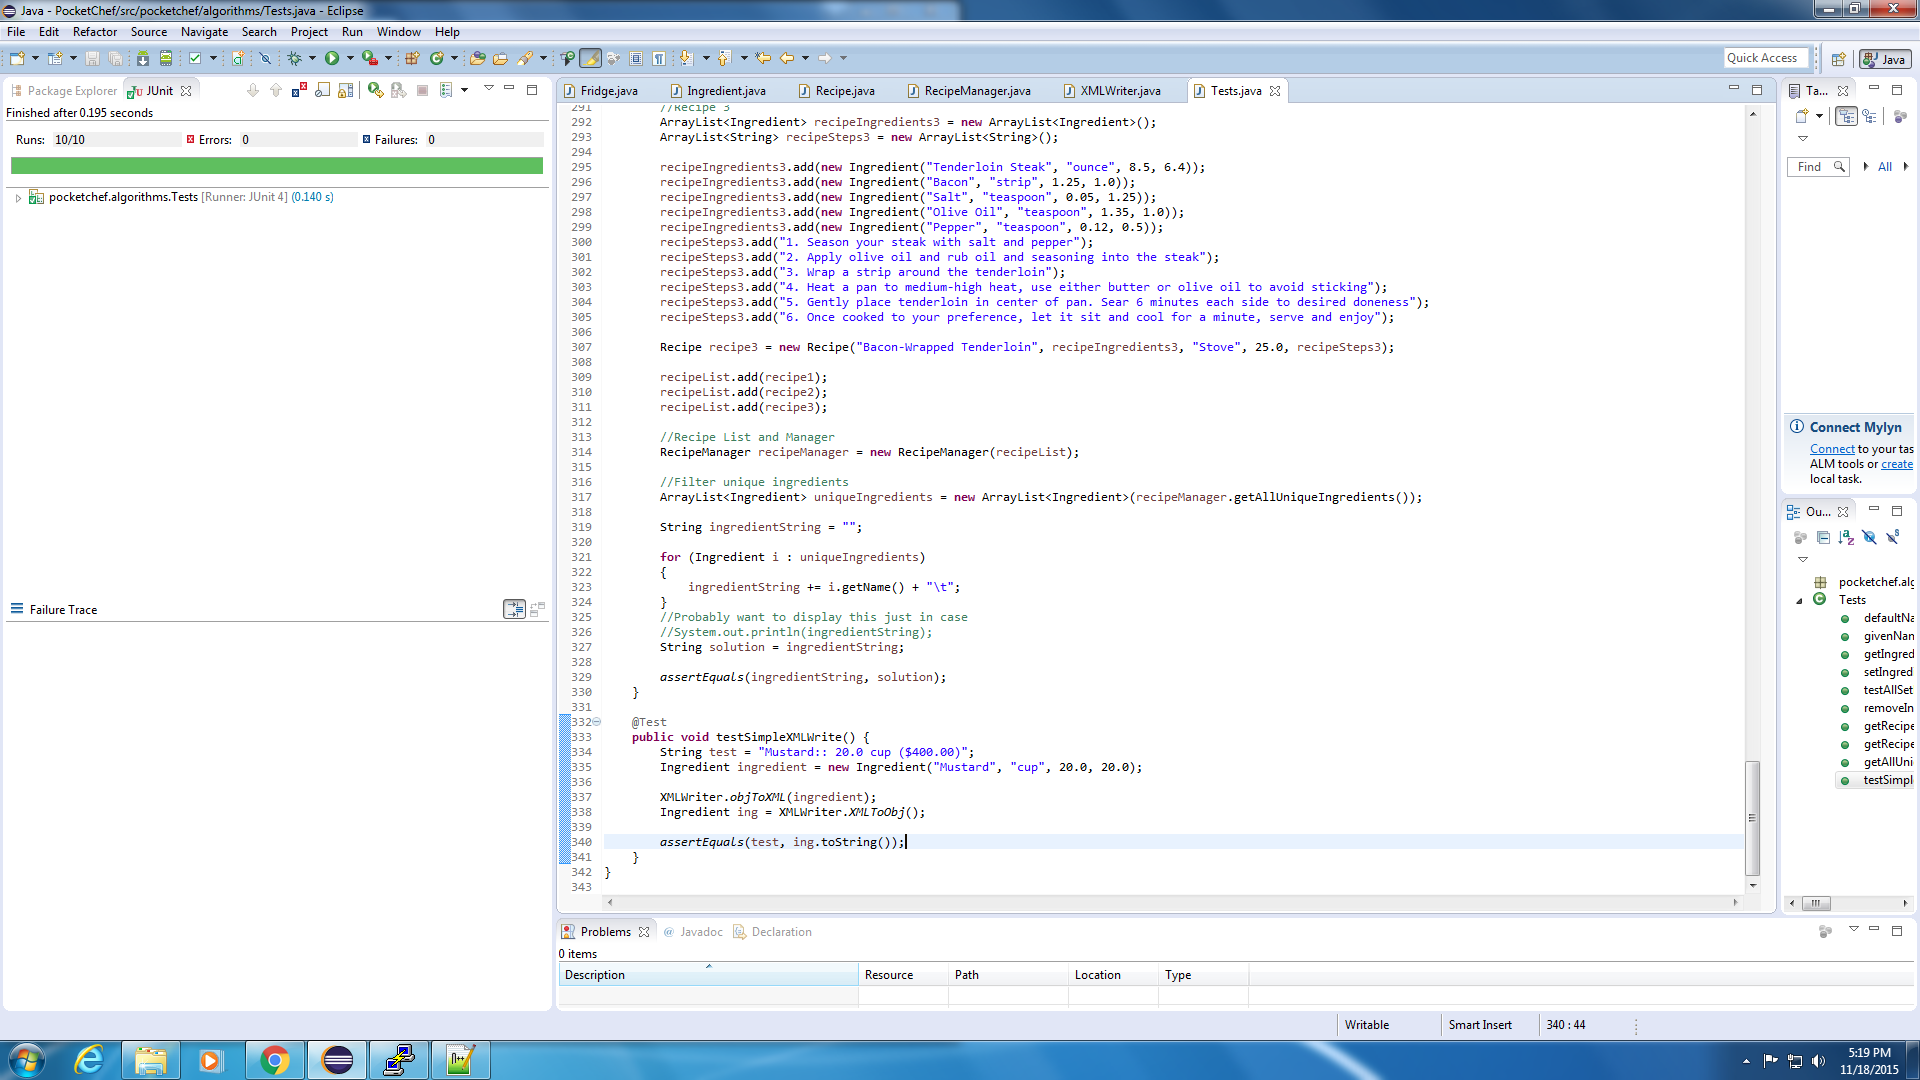 Java - PocketChef/src/pocketchef/algorithms/Tests.java - Eclipse
File Edit Refactor Source Navigate Search Project Run Window Help
Quick Access
Java
Package Explorer
JUnit
Finished after 0.195 seconds
Runs: 10/10 Errors: 0 Failures: 0
pocketchef.algorithms.Tests [Runner: JUnit 4] (0.140 s)
Failure Trace
Fridge.java Ingredient.java Recipe.java RecipeManager.java XMLWriter.java Tests.java
291 //Recipe 3
292 ArrayList<Ingredient> recipeIngredients3 = new ArrayList<Ingredient>();
293 ArrayList<String> recipeSteps3 = new ArrayList<String>();
294
295 recipeIngredients3.add(new Ingredient("Tenderloin Steak", "ounce", 8.5, 6.4));
296 recipeIngredients3.add(new Ingredient("Bacon", "strip", 1.25, 1.0));
297 recipeIngredients3.add(new Ingredient("Salt", "teaspoon", 0.05, 1.25));
298 recipeIngredients3.add(new Ingredient("Olive Oil", "teaspoon", 1.35, 1.0));
299 recipeIngredients3.add(new Ingredient("Pepper", "teaspoon", 0.12, 0.5));
300 recipeSteps3.add("1. Season your steak with salt and pepper");
301 recipeSteps3.add("2. Apply olive oil and rub oil and seasoning into the steak");
302 recipeSteps3.add("3. Wrap a strip around the tenderloin");
303 recipeSteps3.add("4. Heat a pan to medium-high heat, use either butter or olive oil to avoid sticking");
304 recipeSteps3.add("5. Gently place tenderloin in center of pan. Sear 6 minutes each side to desired doneness");
305 recipeSteps3.add("6. Once cooked to your preference, let it sit and cool for a minute, serve and enjoy");
306
307 Recipe recipe3 = new Recipe("Bacon-Wrapped Tenderloin", recipeIngredients3, "Stove", 25.0, recipeSteps3);
308
309 recipeList.add(recipe1);
310 recipeList.add(recipe2);
311 recipeList.add(recipe3);
312
313 //Recipe List and Manager
314 RecipeManager recipeManager = new RecipeManager(recipeList);
315
316 //Filter unique ingredients
317 ArrayList<Ingredient> uniqueIngredients = new ArrayList<Ingredient>(recipeManager.getAllUniqueIngredients());
318
319 String ingredientString = "";
320
321 for (Ingredient i : uniqueIngredients)
322 {
323 ingredientString += i.getName() + "\t";
324 }
325 //Probably want to display this just in case
326 //System.out.println(ingredientString);
327 String solution = ingredientString;
328
329 assertEquals(ingredientString, solution);
330 }
331
332 @Test
333 public void testSimpleXMLWrite() {
334 String test = "Mustard:: 20.0 cup ($400.00)";
335 Ingredient ingredient = new Ingredient("Mustard", "cup", 20.0, 20.0);
336
337 XMLWriter.objToXML(ingredient);
338 Ingredient ing = XMLWriter.XMLToObj();
339
340 assertEquals(test, ing.toString());
341 }
342 }
343
Ta...
Find All
Connect Mylyn
Connect to your tas
ALM tools or create
local task.
Ou...
pocketchef.alg
Tests
defaultNa
givenNam
getIngred
setIngred
testAllSet
removeIn
getRecipe
getRecipe
getAllUni
testSimpl
Problems Javadoc Declaration
0 items
Description Resource Path Location Type
Writable Smart Insert 340 : 44
5:19 PM
11/18/2015